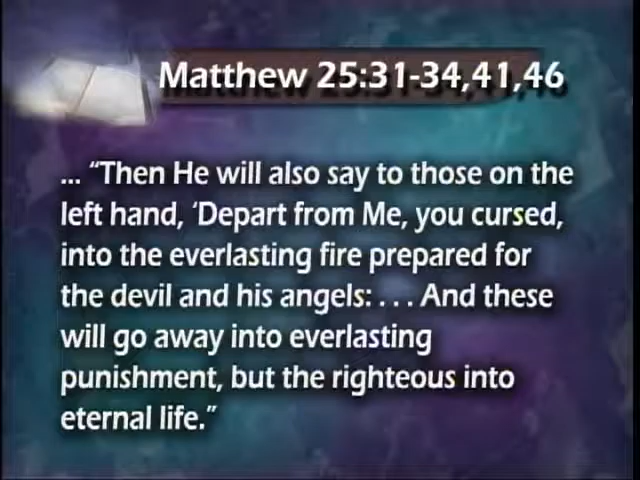 Matthew 25:31-34,41,46
... “Then He will also say to those on the
left hand, ‘Depart from Me, you cursed,
into the everlasting fire prepared for
the devil and his angels: . . . And these
will go away into everlasting
punishment, but the righteous into
eternal life.”